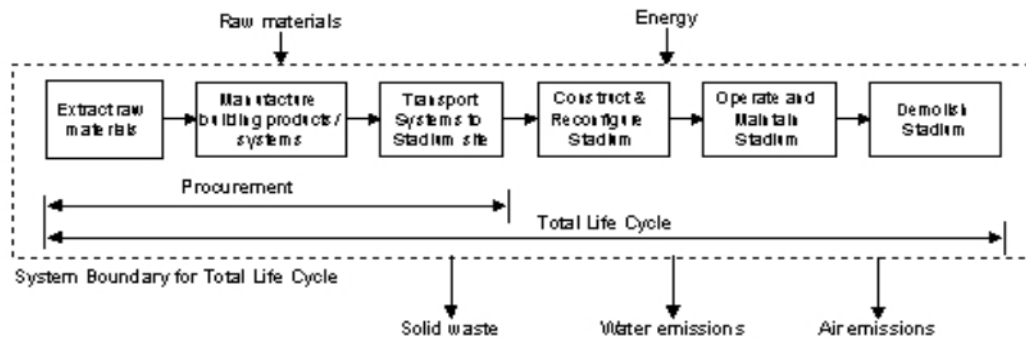 Raw materials
Energy
Extract raw
materials
Manufacture
building products/
systems
Transport
Systems to
Stadium site
Construct &
Reconfigure
Stadium
Operate and
Maintain
Stadium
Demolish
Stadium
Procurement
Total Life Cycle
System Boundary for Total Life Cycle
Solid waste
Water emissions
Air emissions